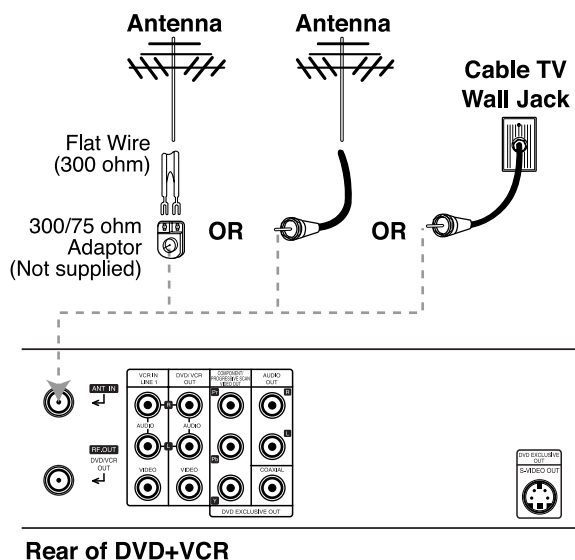 Antenna
Antenna
Cable TV
Wall Jack
Flat Wire
(300 ohm)
300/75 ohm
Adaptor
(Not supplied)
OR
OR
ANT IN
RF.OUT
DVD/VCR
OUT
VCR IN
LINE 1
DVD/VCR
OUT
COMPONENT/
PROGRESSIVE SCAN
VIDEO OUT
AUDIO
OUT
R
L
AUDIO
AUDIO
VIDEO
VIDEO
Pr
Pb
Y
R
L
COAXIAL
DVD EXCLUSIVE OUT
DVD EXCLUSIVE
OUT
S-VIDEO OUT
Rear of DVD+VCR